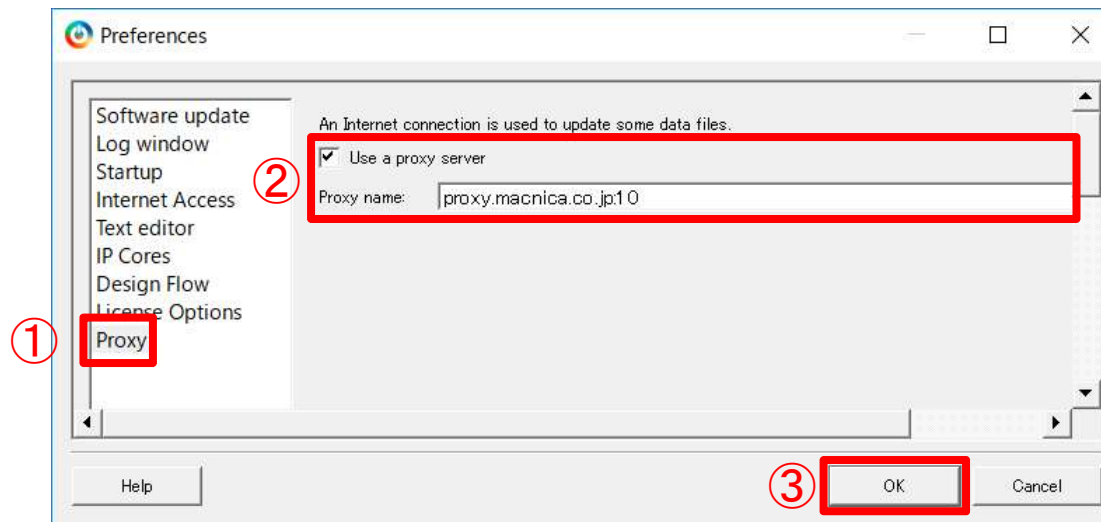 Preferences
Software update
Log window
Startup
Internet Access
Text editor
IP Cores
Design Flow
License Options
Proxy
An Internet connection is used to update some data files.
Use a proxy server
Proxy name: proxy.macnica.co.jp:10
①
②
③
Help
OK
Cancel